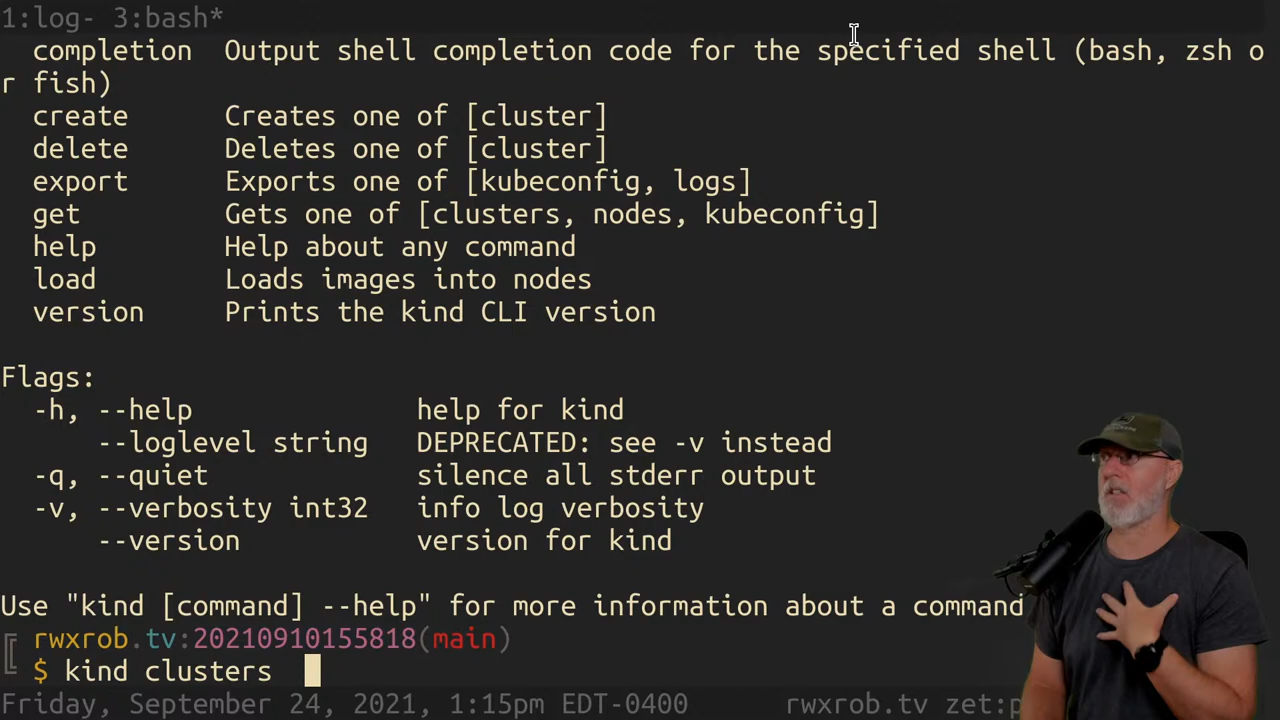 1:log- 3:bash*
completion  Output shell completion code for the specified shell (bash, zsh o
r fish)
create      Creates one of [cluster]
delete      Deletes one of [cluster]
export      Exports one of [kubeconfig, logs]
get         Gets one of [clusters, nodes, kubeconfig]
help        Help about any command
load        Loads images into nodes
version     Prints the kind CLI version
Flags:
-h, --help              help for kind
--loglevel string   DEPRECATED: see -v instead
-q, --quiet             silence all stderr output
-v, --verbosity int32   info log verbosity
--version           version for kind
Use "kind [command] --help" for more information about a command
rwxrob.tv:20210910155818(main)
$ kind clusters
Friday, September 24, 2021, 1:15pm EDT-0400      rwxrob.tv